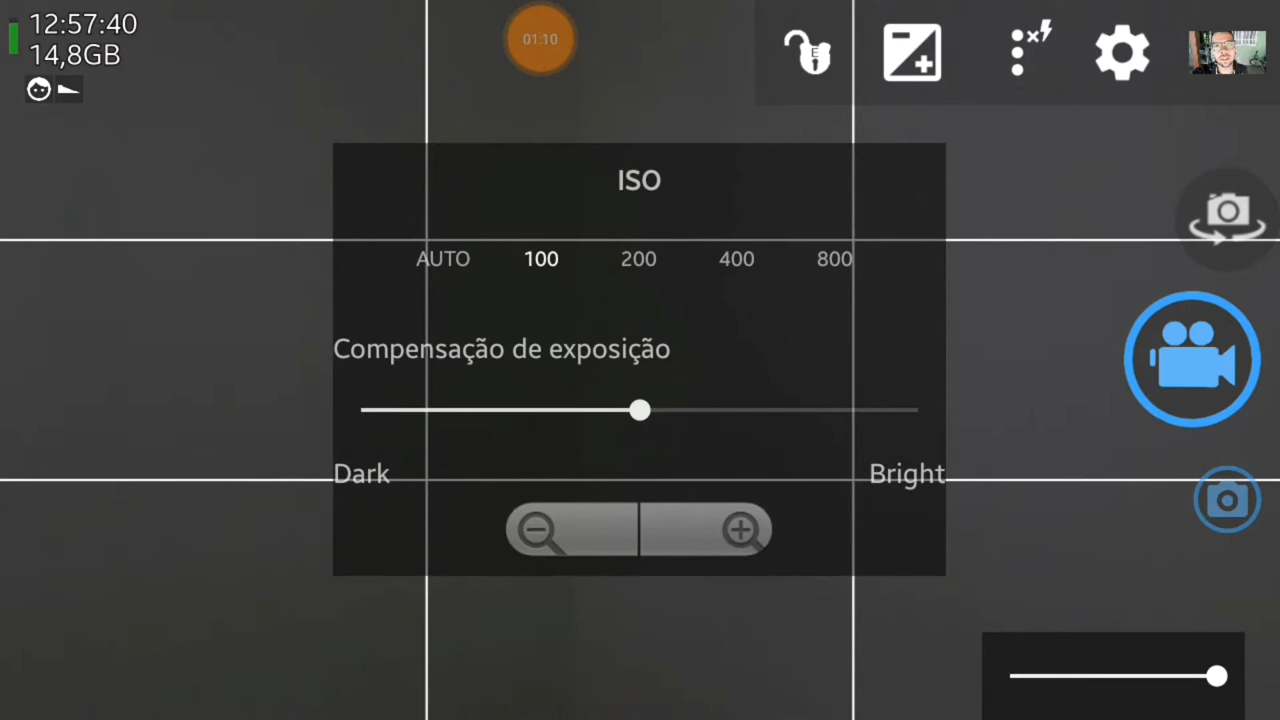 12:57:40
14,8GB
01:10
E
ISO
AUTO 100 200 400 800
Compensação de exposição
Dark Bright